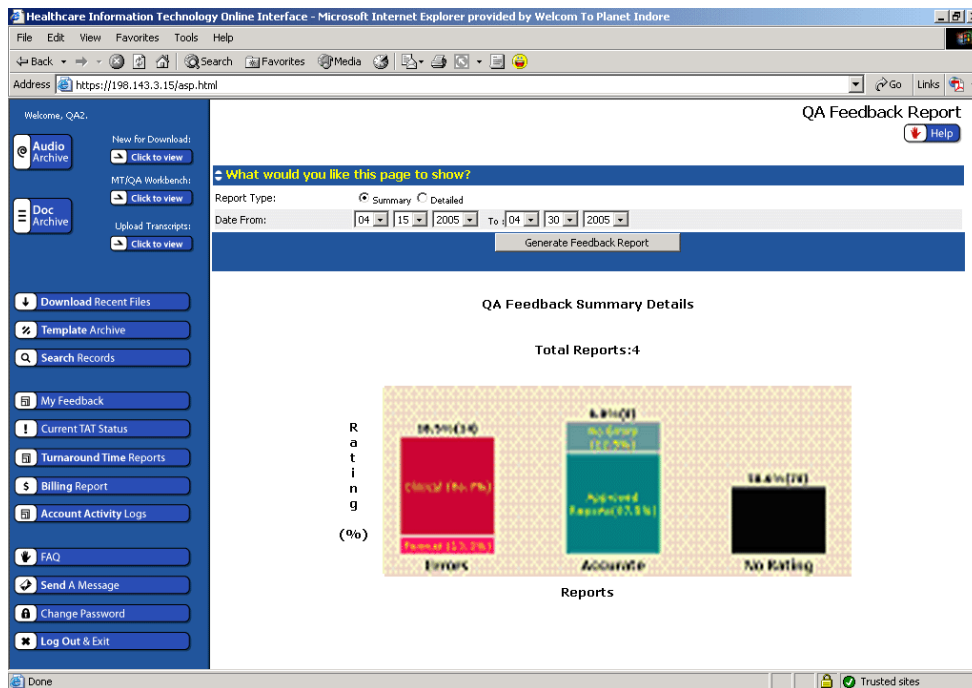 Healthcare Information Technology Online Interface - Microsoft Internet Explorer provided by Welcom To Planet Indore
File Edit View Favorites Tools Help
Back Search Favorites Media
Address https://198.143.3.15/asp.html Go Links
Welcome, QA2.
Audio Archive
New for Download:
Click to view
MT/QA Workbench:
Click to view
Doc Archive
Upload Transcripts:
Click to view
Download Recent Files
Template Archive
Search Records
My Feedback
Current TAT Status
Turnaround Time Reports
Billing Report
Account Activity Logs
FAQ
Send A Message
Change Password
Log Out & Exit
QA Feedback Report
Help
What would you like this page to show?
Report Type: Summary Detailed
Date From: 04 15 2005 To : 04 30 2005
Generate Feedback Report
QA Feedback Summary Details
Total Reports:4
Rating
(%)
Errors Accurate No Rating
Reports
Done Trusted sites